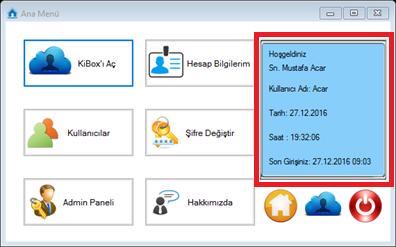 Ana Menü
KiBox'ı Aç
Hesap Bilgilerim
Kullanıcılar
Şifre Değiştir
Admin Paneli
Hakkımızda
Hoşgeldiniz
Sn. Mustafa Acar
Kullanıcı Adı: Acar
Tarih: 27.12.2016
Saat : 19:32:06
Son Girişiniz: 27.12.2016 09:03